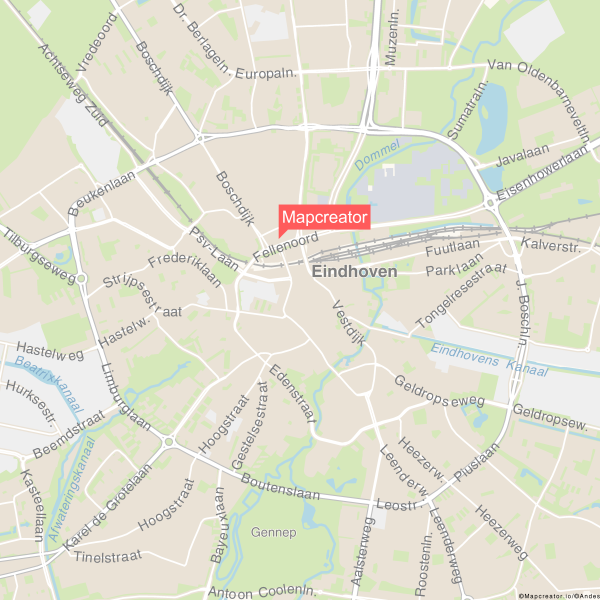 Vredeoord
Dr. Berlageln.
Muzenln.
Achtseweg Zuid
Boschdijk
Europaln.
Van Oldenbarneveltln.
Sumatraln.
Dommel
Javalaan
Beukenlaan
Boschdijk
Eisenhowerlaan
Mapcreator
Tilburgseweg
Psv-Laan
Fellenoord
Fuutlaan
Kalverstr.
Frederiklaan
Eindhoven
Parklaan
Strijpsestraat
Tongelresestraat
J. Boschln.
Vestdijk
Hastelw.
Hastelweg
Eindhovens Kanaal
Beatrixkanaal
Hurksestr.
Limburglaan
Edenstraat
Geldropseweg
Geldropsew.
Beemdstraat
Hoogstraat
Gestelsestraat
Heezerw.
Leenderw.
Piuslaan
Afwateringskanaal
Kasteellaan
Karel de Grotelaan
Boutenslaan
Leostr.
Hoogstraat
Bayeuxlaan
Gennep
Aalsterweg
Roostenln.
Leenderweg
Heezerweg
Tinelstraat
Antoon Coolenln.
©Mapcreator.io/©Andes